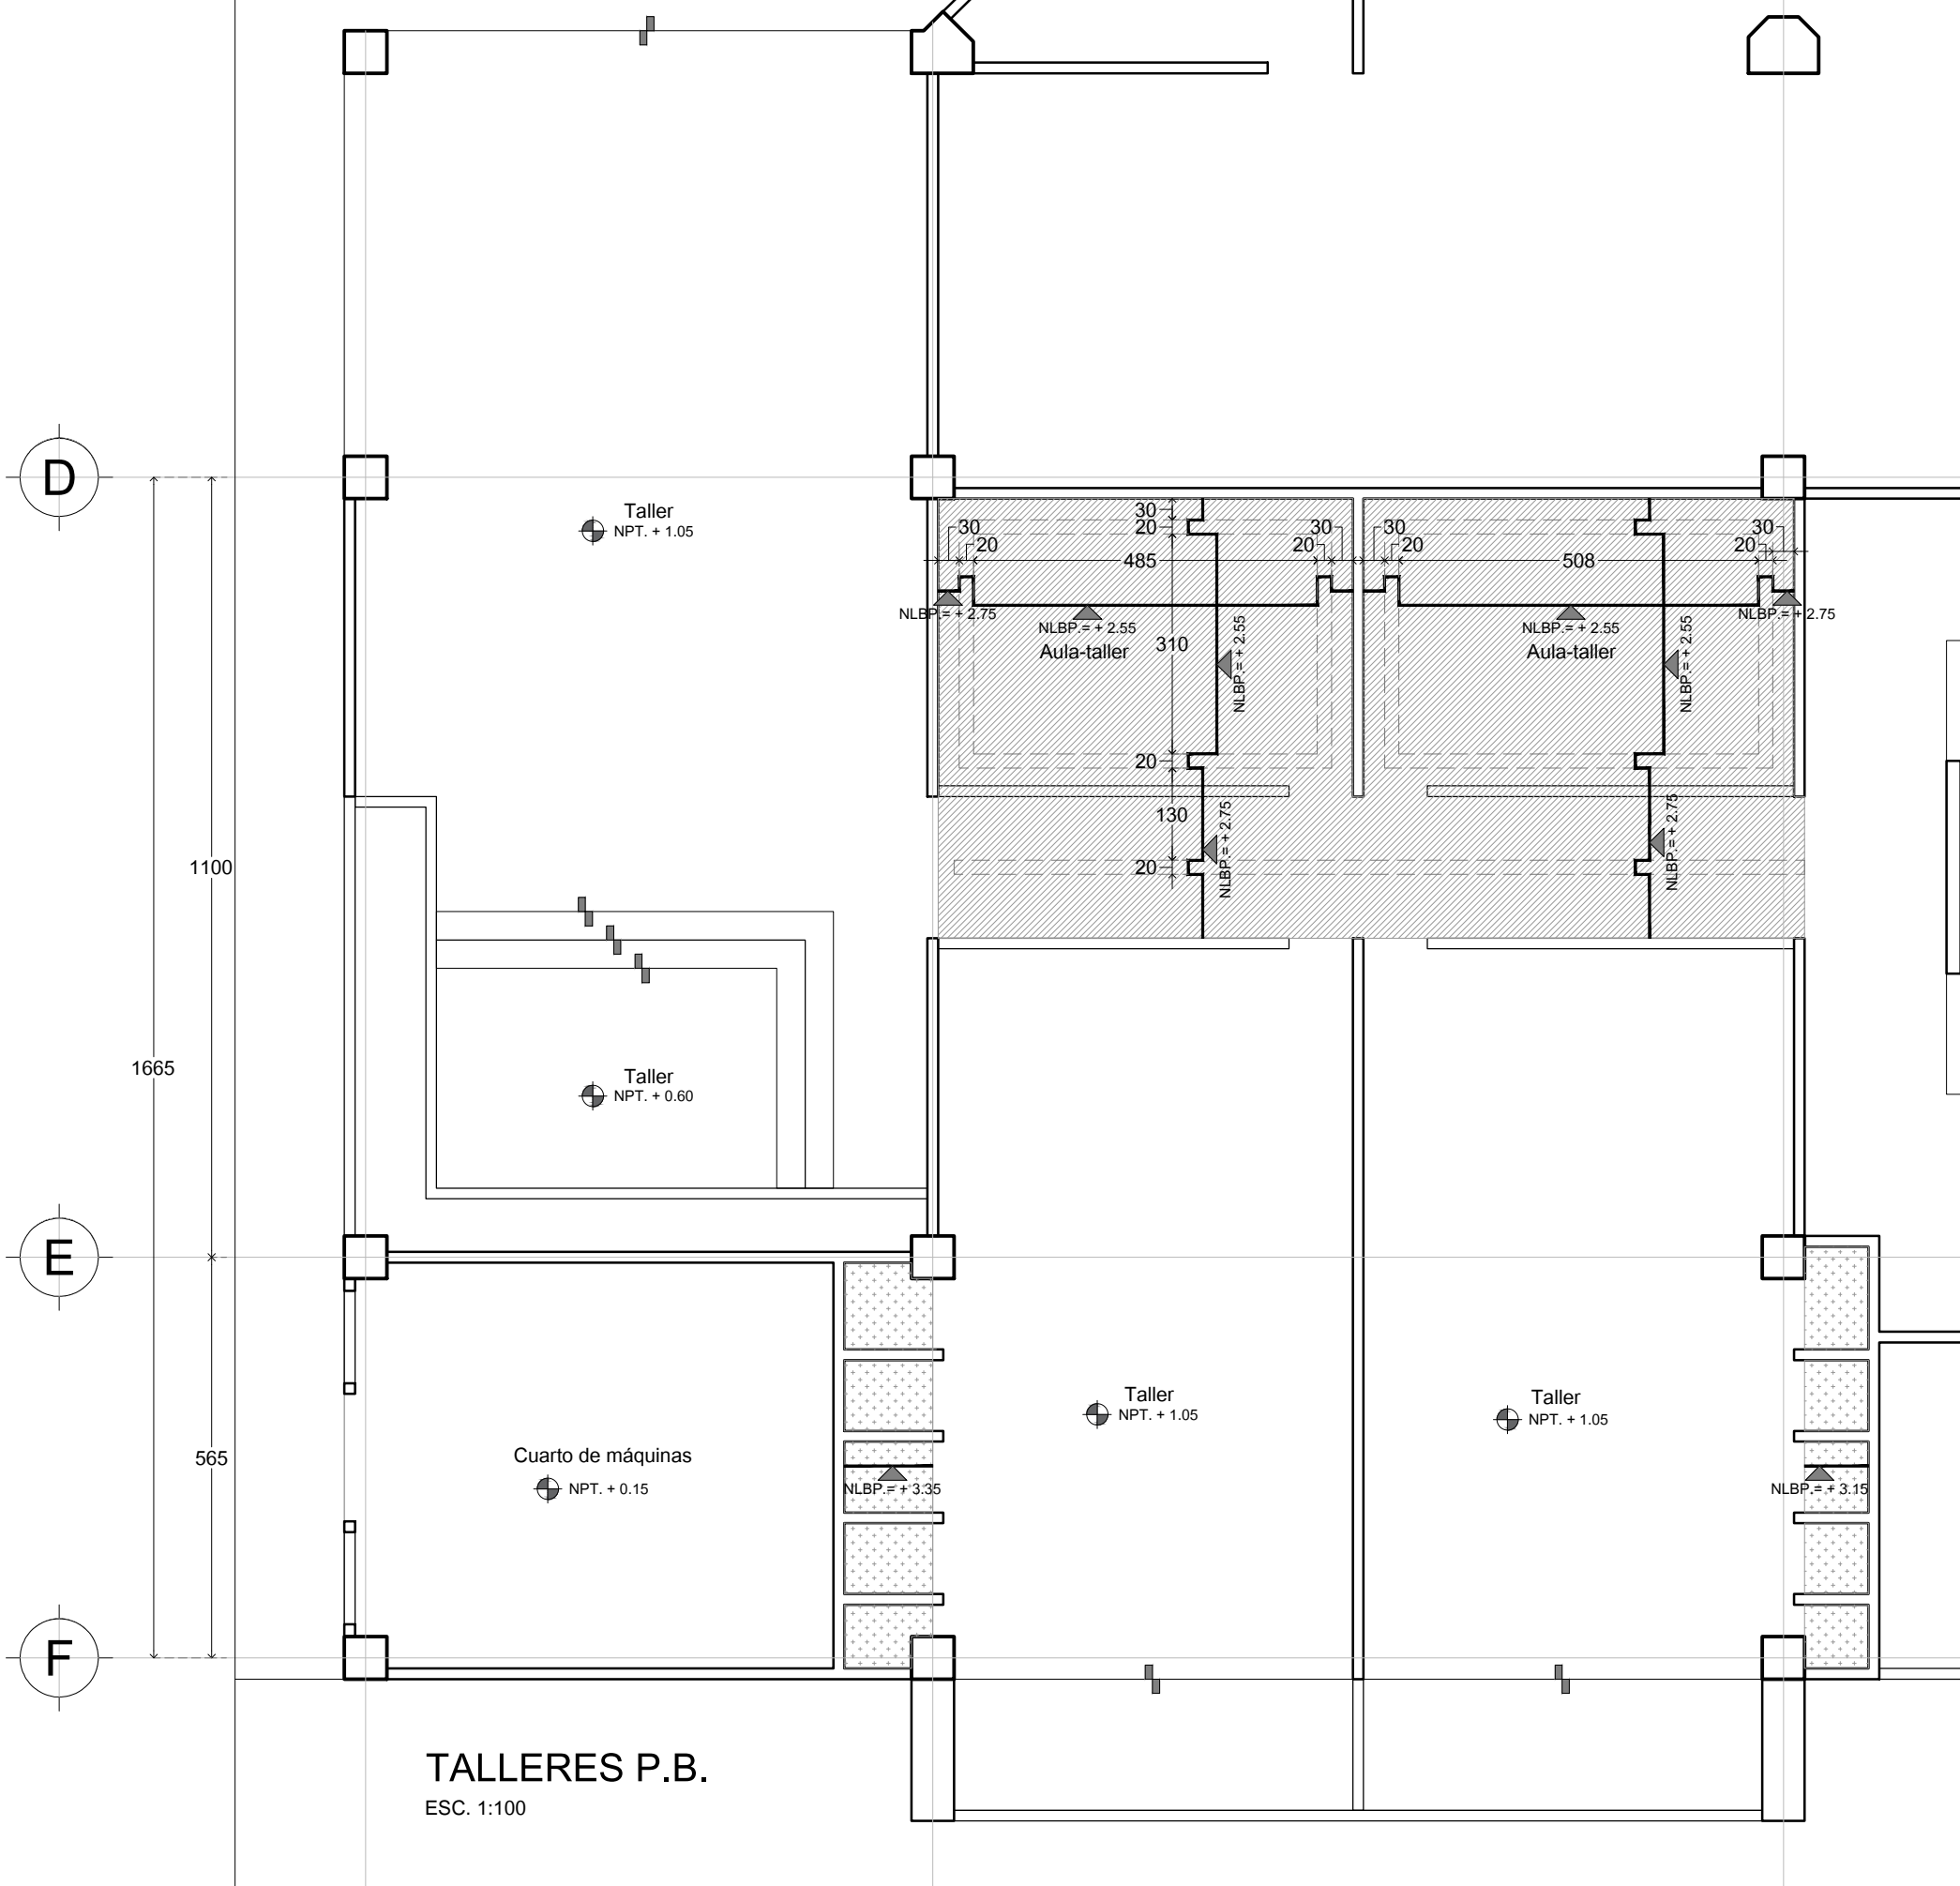 D
Taller
NPT. + 1.05
30
20
30
20
485
30
20
30
20
508
30
20
NLBP.= + 2.75
NLBP.= + 2.55
Aula-taller
310
NLBP.= + 2.55
NLBP.= + 2.55
Aula-taller
NLBP.= + 2.55
NLBP.= + 2.75
20
130
20
NLBP.= + 2.75
NLBP.= + 2.75
1100
1665
Taller
NPT. + 0.60
E
565
Cuarto de máquinas
NPT. + 0.15
NLBP.= + 3.35
Taller
NPT. + 1.05
Taller
NPT. + 1.05
NLBP.= + 3.15
F
TALLERES P.B.
ESC. 1:100